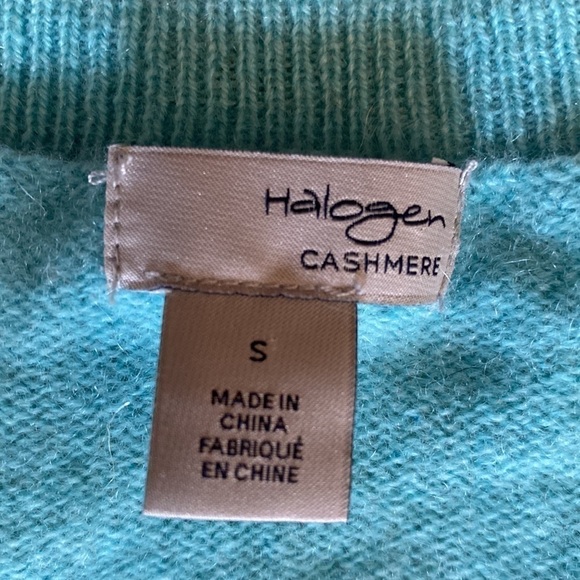 Halogen
CASHMERE
S
MADE IN
CHINA
FABRIQUÉ
EN CHINE